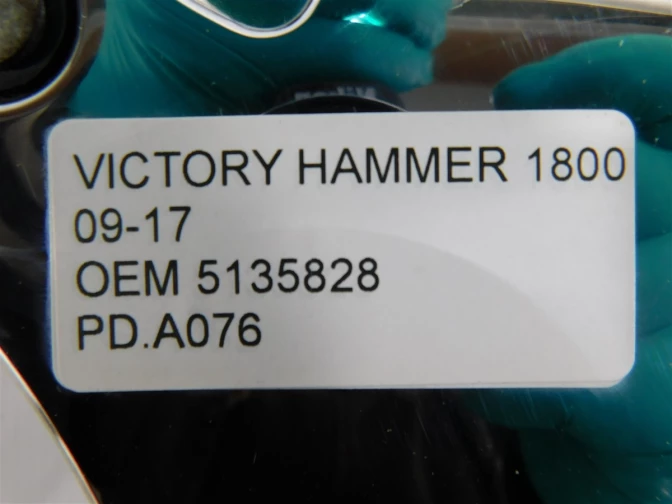 VICTORY HAMMER 1800
09-17
OEM 5135828
PD.A076